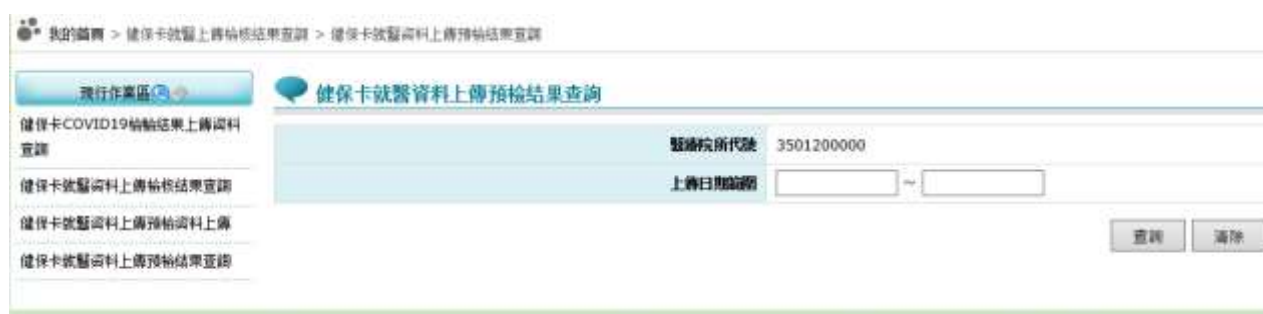 我的首頁 > 健保卡就醫上傳檢核結果查詢 > 健保卡就醫資料上傳預檢結果查詢
現行作業區
健保卡就醫資料上傳預檢結果查詢
健保卡COVID19檢驗結果上傳資料
查詢
健保卡就醫資料上傳檢核結果查詢
健保卡就醫資料上傳預檢資料上傳
健保卡就醫資料上傳預檢結果查詢
醫療院所代號 3501200000
上傳日期範圍 ~
查詢 清除